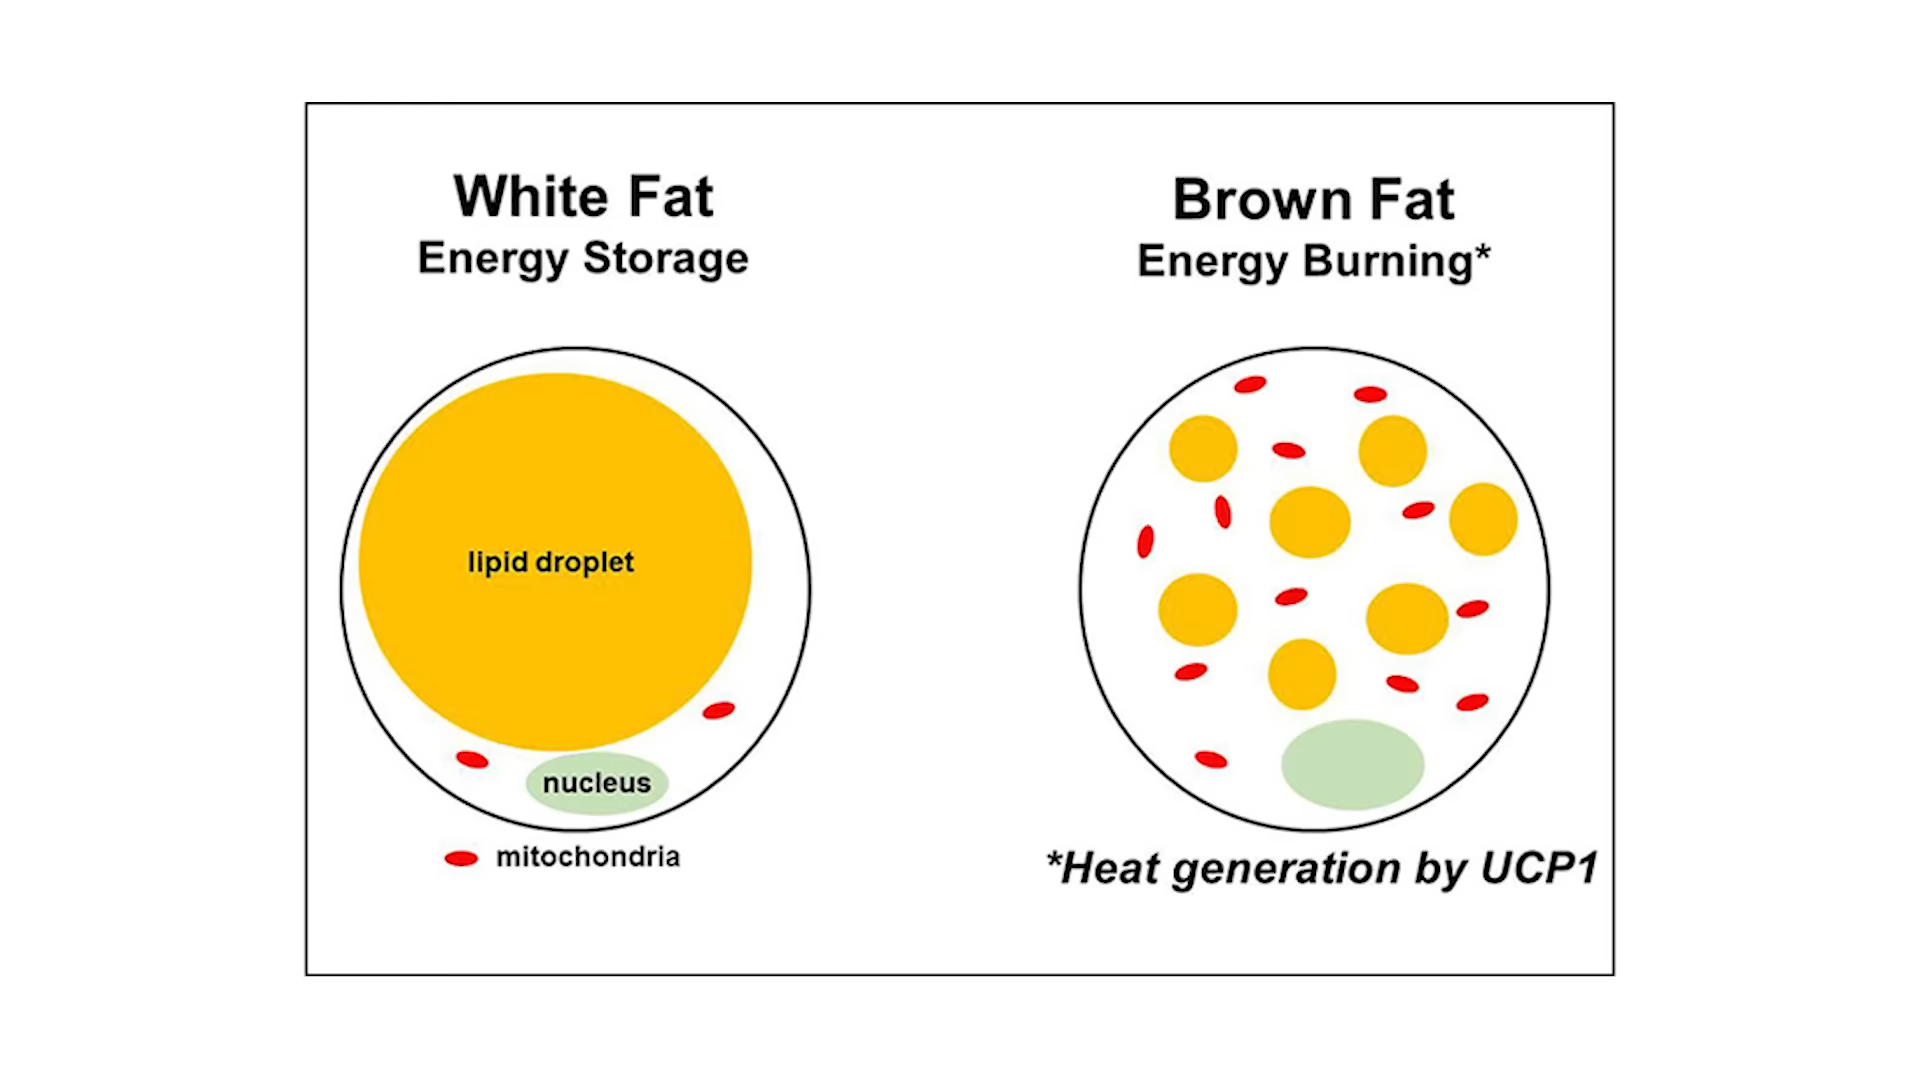 White Fat
Energy Storage
lipid droplet
nucleus
mitochondria
Brown Fat
Energy Burning*
*Heat generation by UCP1